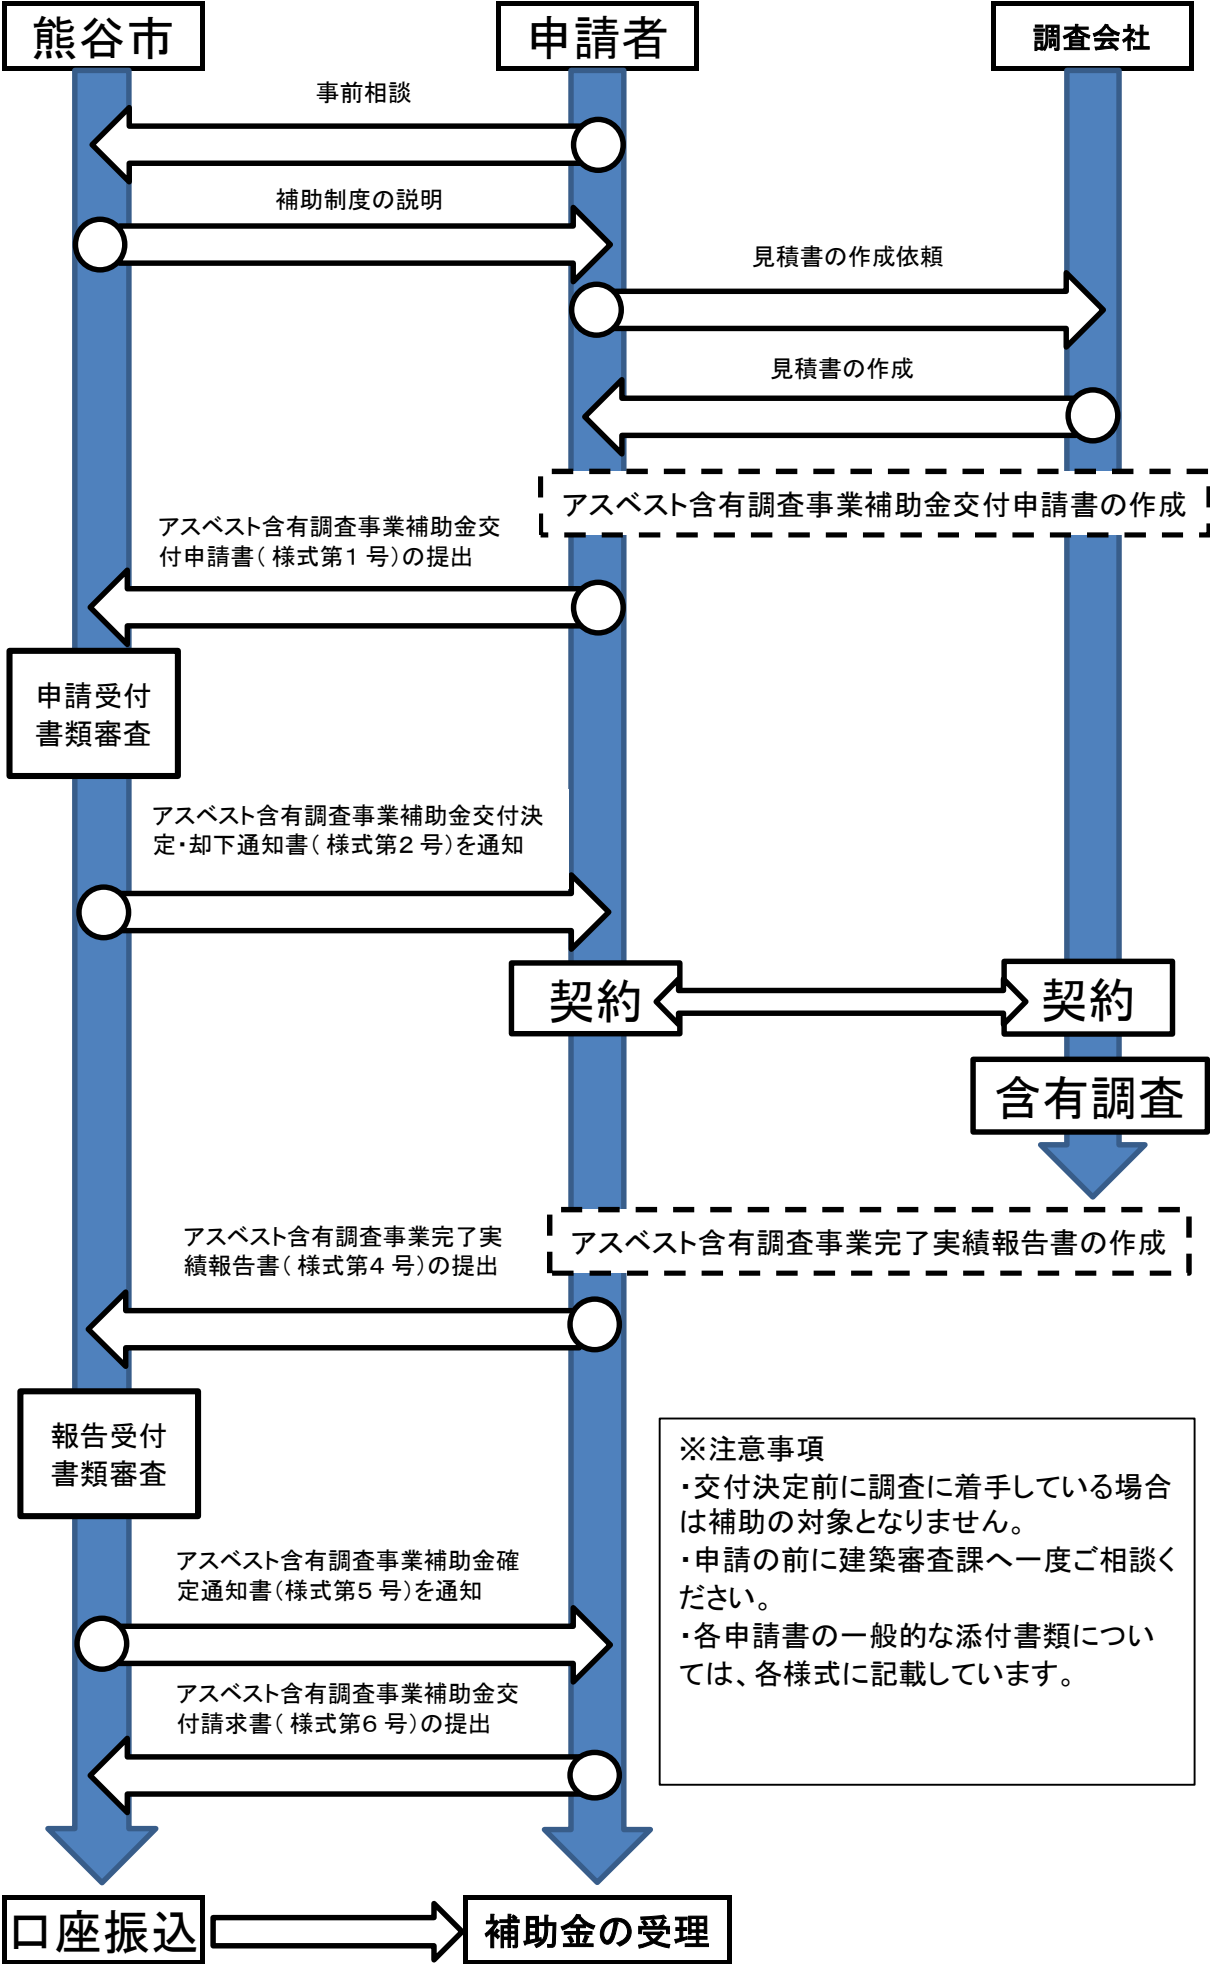 熊谷市
申請者
調査会社
事前相談
補助制度の説明
見積書の作成依頼
見積書の作成
アスベスト含有調査事業補助金交付申請書の作成
アスベスト含有調査事業補助金交
付申請書（様式第１号）の提出
申請受付
書類審査
アスベスト含有調査事業補助金交付決
定・却下通知書（様式第２号）を通知
契約
契約
含有調査
アスベスト含有調査事業完了実績報告書の作成
アスベスト含有調査事業完了実
績報告書（様式第４号）の提出
報告受付
書類審査
※注意事項
・交付決定前に調査に着手している場合
は補助の対象となりません。
・申請の前に建築審査課へ一度ご相談く
ださい。
・各申請書の一般的な添付書類につい
ては、各様式に記載しています。
アスベスト含有調査事業補助金確
定通知書（様式第５号）を通知
アスベスト含有調査事業補助金交
付請求書（様式第６号）の提出
口座振込
補助金の受理